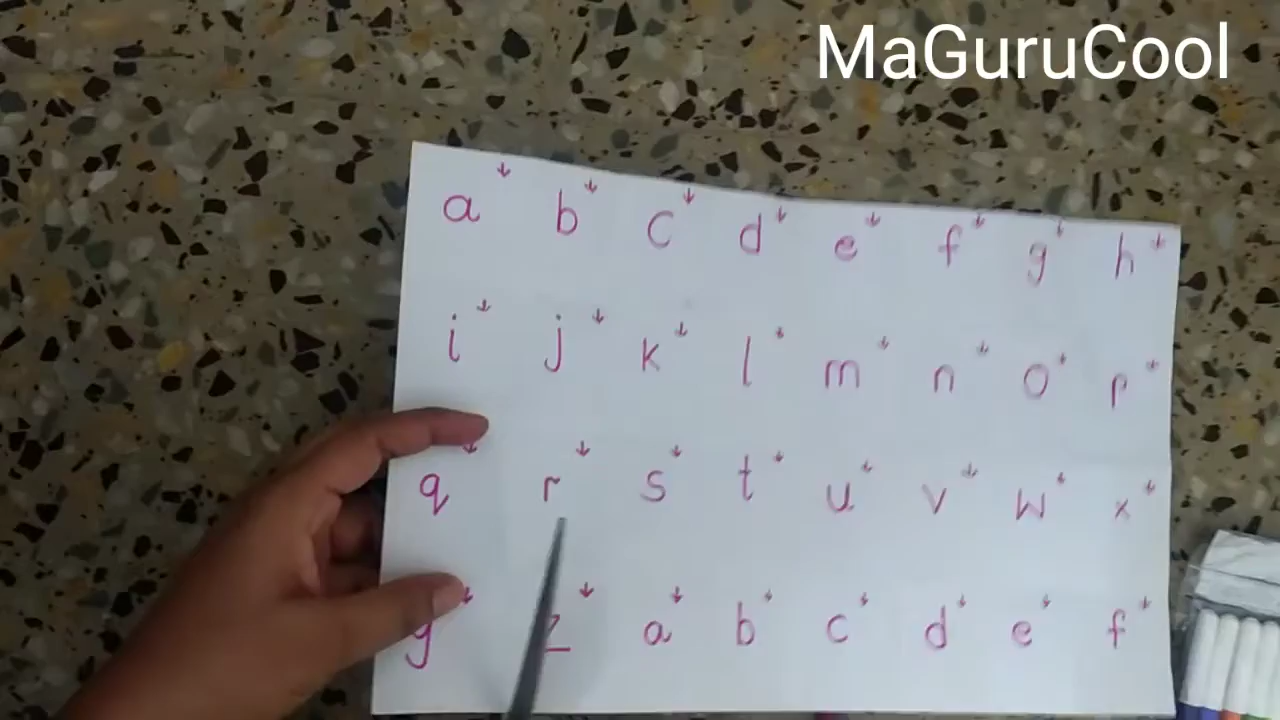 MaGuruCool
a b c d e f g h
i j k l m n o p
q r s t u v w x
y z a b c d e f